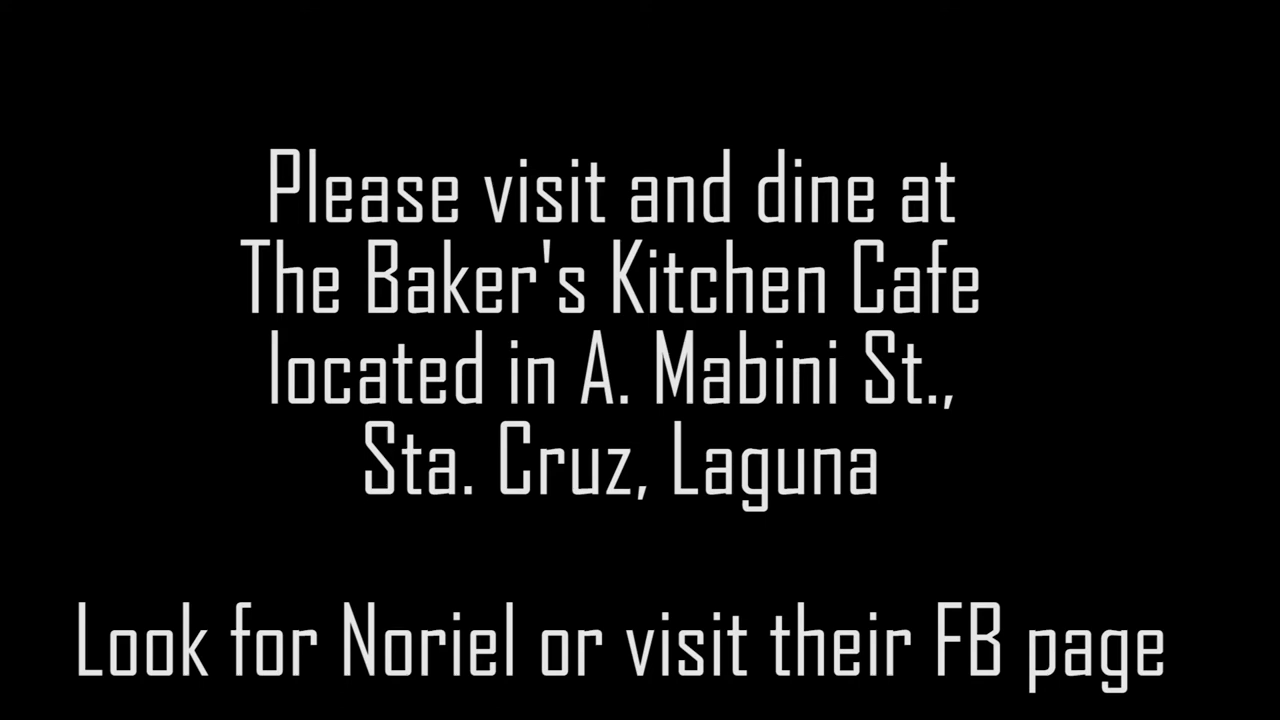 Please visit and dine at
The Baker's Kitchen Cafe
located in A. Mabini St.,
Sta. Cruz, Laguna
Look for Noriel or visit their FB page